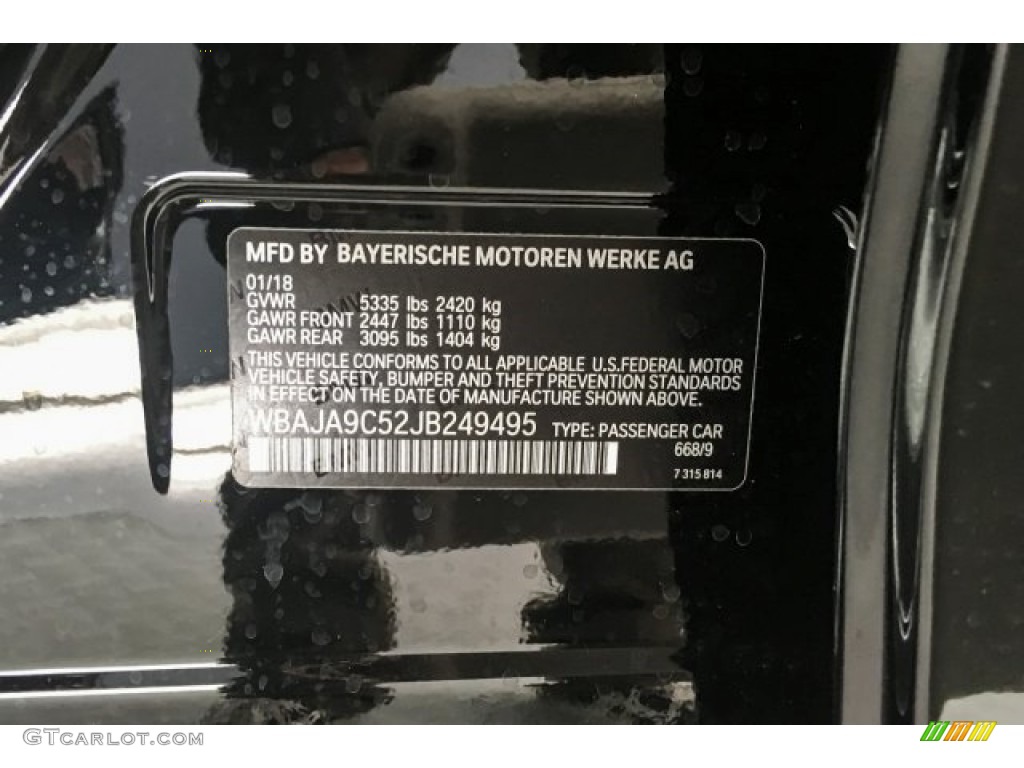 MFD BY BAYERISCHE MOTOREN WERKE AG
01/18
GVWR 5335 lbs 2420 kg
GAWR FRONT 2447 lbs 1110 kg
GAWR REAR 3095 lbs 1404 kg
THIS VEHICLE CONFORMS TO ALL APPLICABLE U.S.FEDERAL MOTOR
VEHICLE SAFETY, BUMPER AND THEFT PREVENTION STANDARDS
IN EFFECT ON THE DATE OF MANUFACTURE SHOWN ABOVE.
WBAJA9C52JB249495 TYPE: PASSENGER CAR
668/9
7 315 814
GTCarlot.com